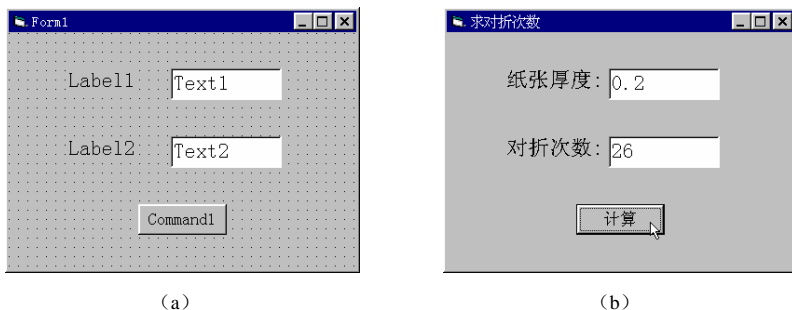 Form1
Label1 Text1
Label2 Text2
Command1
(a)
求对折次数
纸张厚度: 0.2
对折次数: 26
计算
(b)